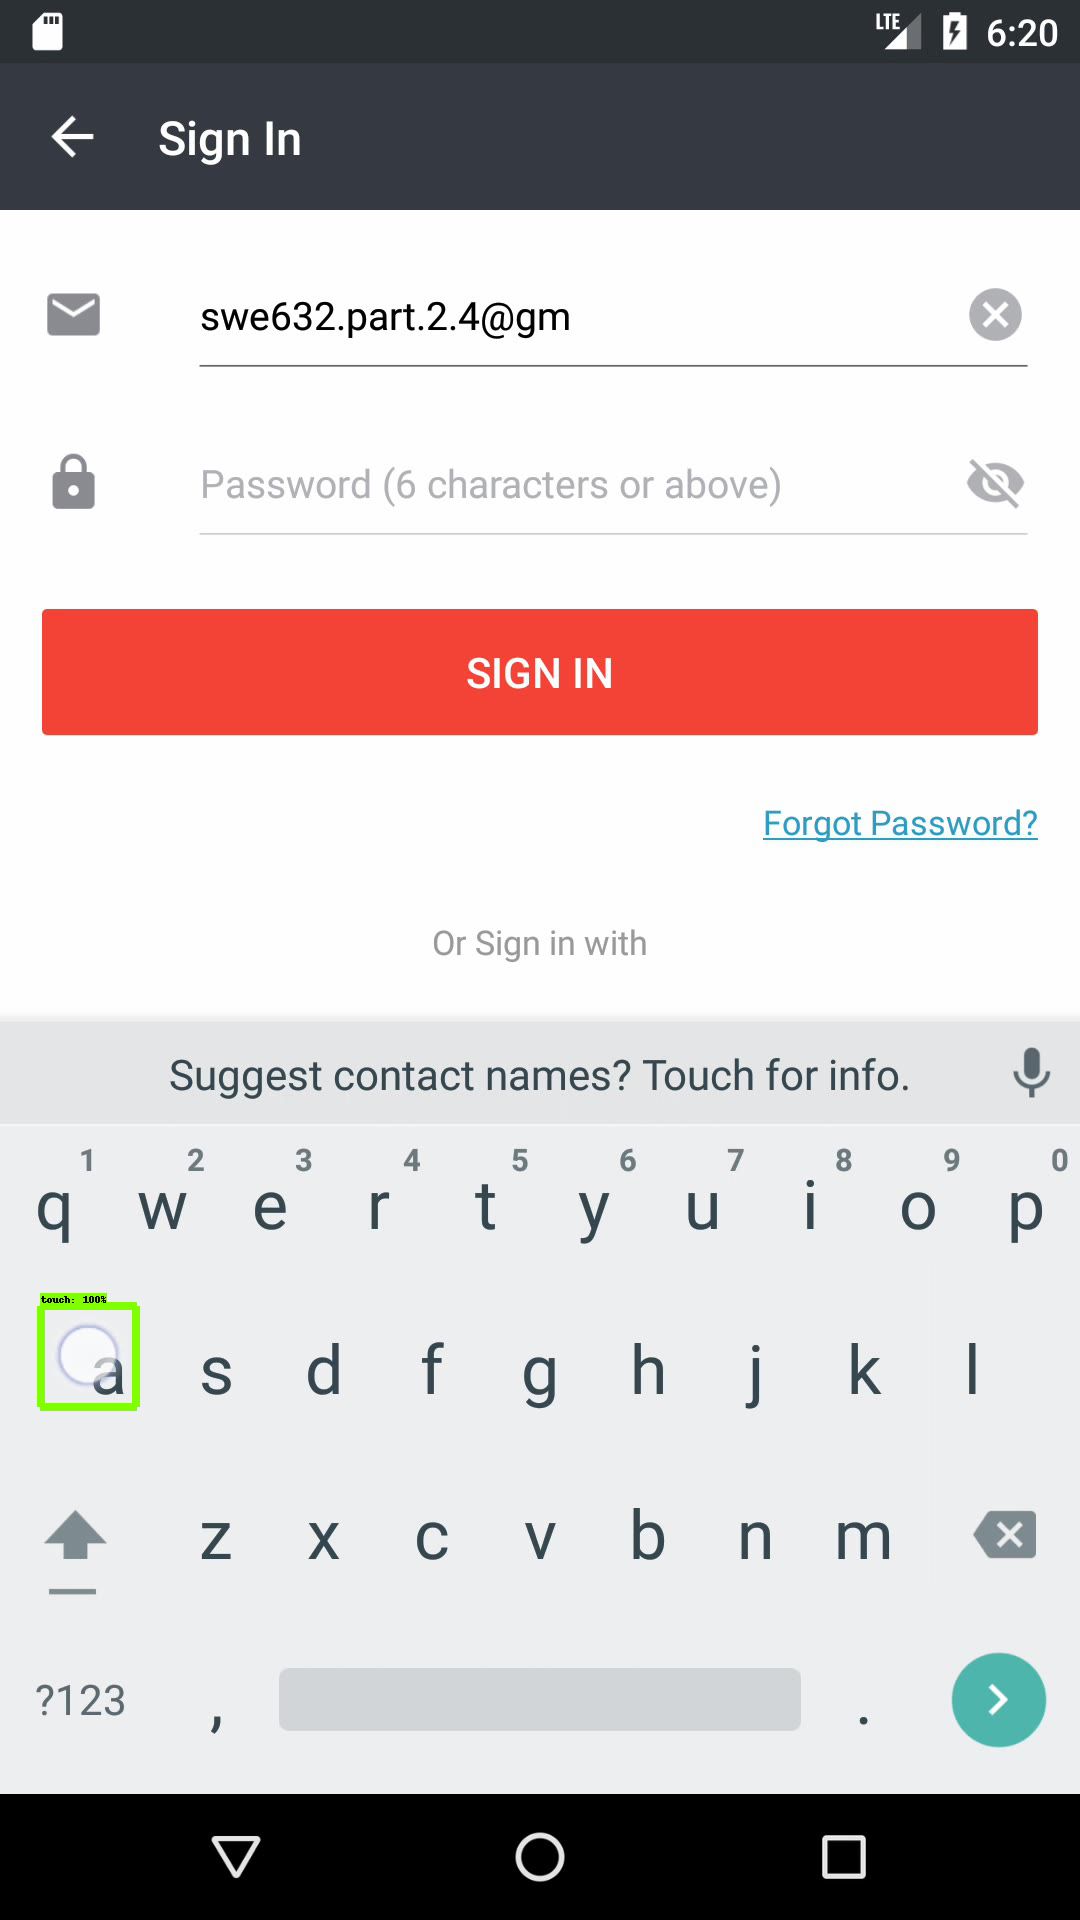 LTE 6:20
Sign In
swe632.part.2.4@gm
Password (6 characters or above)
SIGN IN
Forgot Password?
Or Sign in with
Suggest contact names? Touch for info.
1 2 3 4 5 6 7 8 9 0
q w e r t y u i o p
touch: 100%
a s d f g h j k l
z x c v b n m
?123 , .